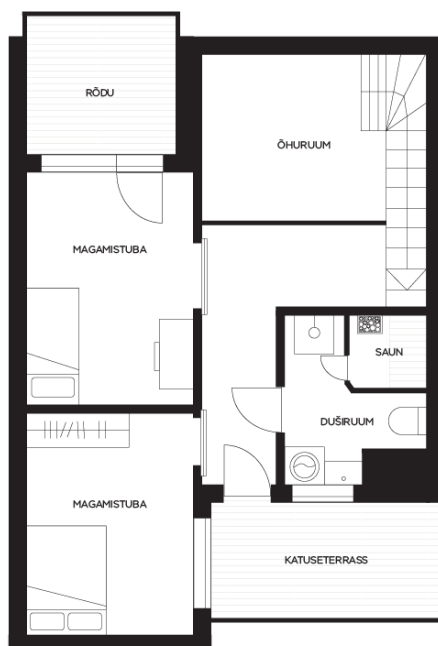 RÕDU
ÕHURUUM
MAGAMISTUBA
SAUN
DUŠIRUUM
MAGAMISTUBA
KATUSETERRASS